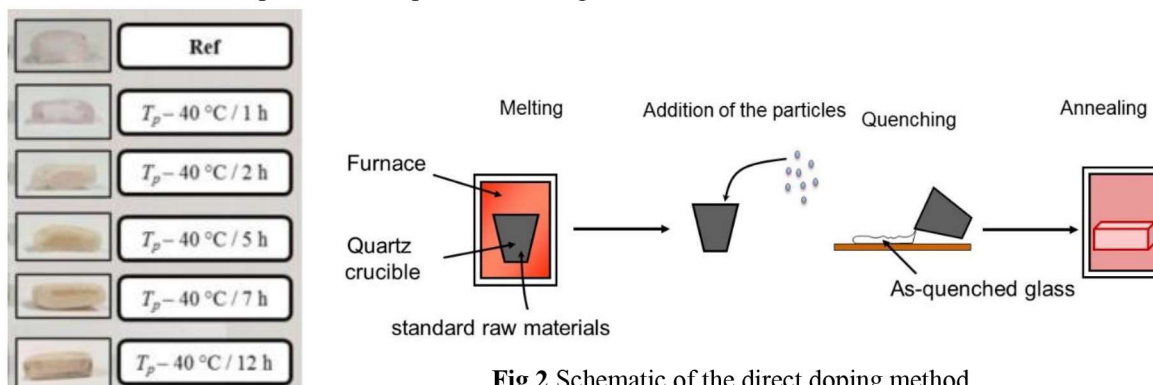 Ref
Tp – 40 °C / 1 h
Tp – 40 °C / 2 h
Tp – 40 °C / 5 h
Tp – 40 °C / 7 h
Tp – 40 °C / 12 h
Melting
Addition of the particles
Quenching
Annealing
Furnace
Quartz
crucible
standard raw materials
As-quenched glass
Fig 2 Schematic of the direct doping method